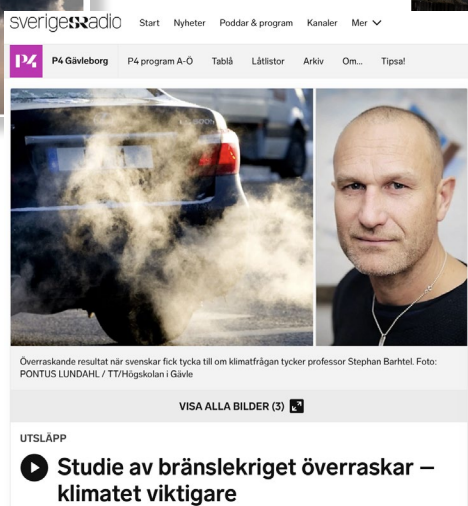 sverigesradio Start Nyheter Poddar & program Kanaler Mer
P4 P4 Gävleborg P4 program A-Ö Tablå Låtlistor Arkiv Om... Tipsa!
Överraskande resultat när svenskar fick tycka till om klimatfrågan tycker professor Stephan Barhtel. Foto:
PONTUS LUNDAHL / TT/Högskolan i Gävle
VISA ALLA BILDER (3)
UTSLÄPP
Studie av bränslekriget överraskar –
klimatet viktigare